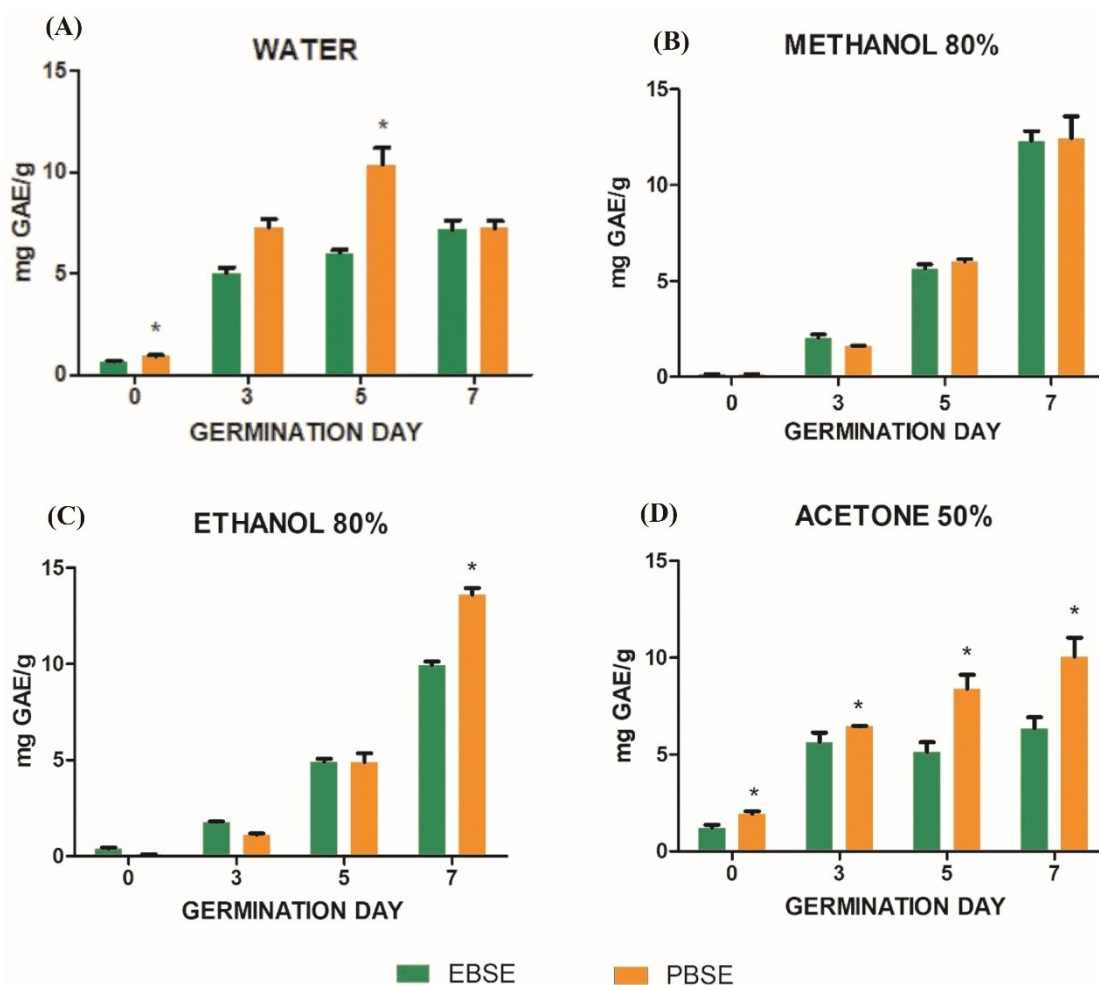 (A)
WATER
mg GAE/g
15
10
5
0
*
*
0 3 5 7
GERMINATION DAY
(B)
METHANOL 80%
mg GAE/g
15
10
5
0
0 3 5 7
GERMINATION DAY
(C)
ETHANOL 80%
mg GAE/g
15
10
5
0
*
0 3 5 7
GERMINATION DAY
(D)
ACETONE 50%
mg GAE/g
15
10
5
0
*
*
*
*
0 3 5 7
GERMINATION DAY
EBSE PBSE